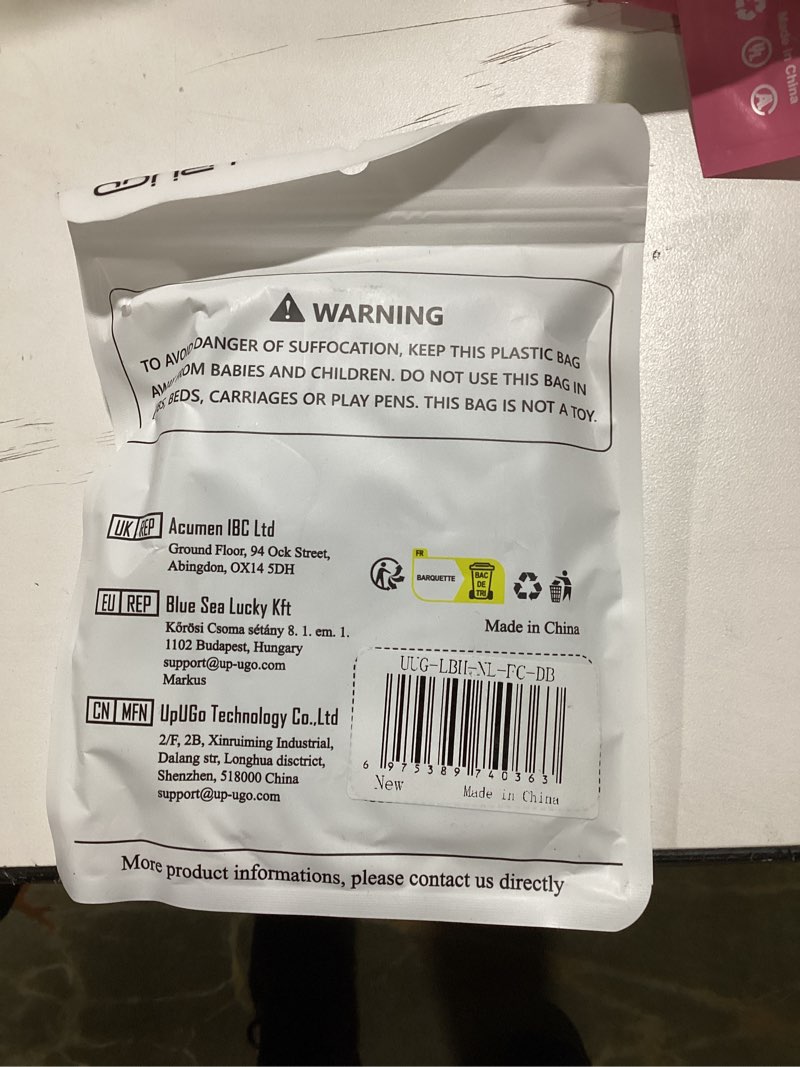 WARNING
TO AVOID DANGER OF SUFFOCATION, KEEP THIS PLASTIC BAG
FROM BABIES AND CHILDREN. DO NOT USE THIS BAG IN
BEDS, CARRIAGES OR PLAY PENS. THIS BAG IS NOT A TOY.
UK REP Acumen IBC Ltd
Ground Floor, 94 Ock Street,
Abingdon, OX14 5DH
EU REP Blue Sea Lucky Kft
Kőrösi Csoma sétány 8. 1. em. 1.
1102 Budapest, Hungary
support@up-ugo.com
Markus
CN MFN UpUGo Technology Co.,Ltd
2/F, 2B, Xinruiming Industrial,
Dalang str, Longhua disctrict,
Shenzhen, 518000 China
support@up-ugo.com
FR
BARQUETTE
BAC
DE
TRI
Made in China
UUG-LBH-NL-FC-DB
6 975389 740363
New
Made in China
More product informations, please contact us directly
Made in China